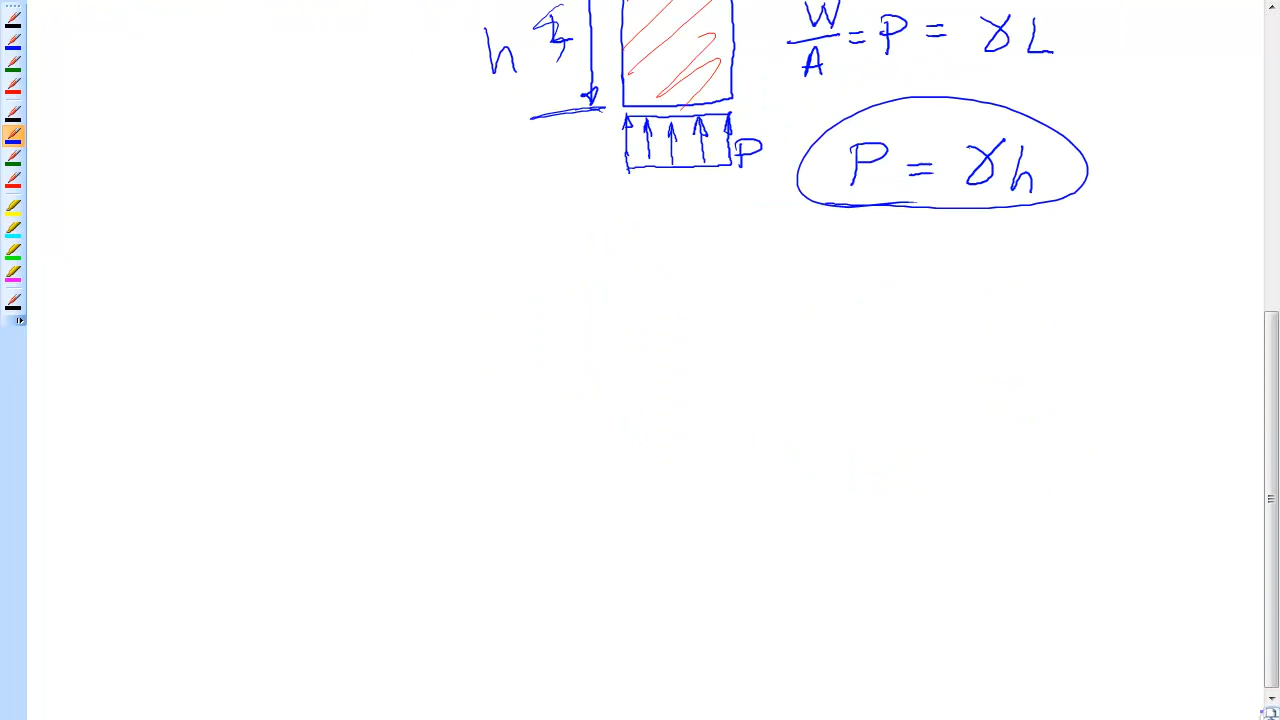 W/A = P = γL
h
P
P = γh